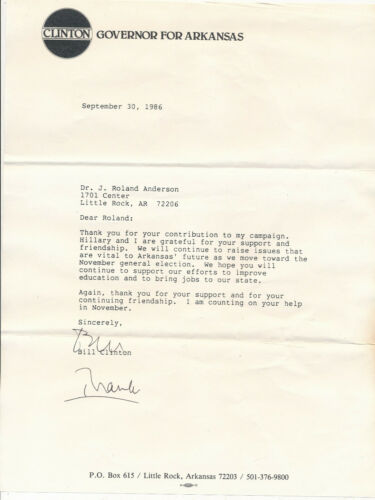 CLINTON GOVERNOR FOR ARKANSAS
September 30, 1986
Dr. J. Roland Anderson
1701 Center
Little Rock, AR 72206
Dear Roland:
Thank you for your contribution to my campaign.
Hillary and I are grateful for your support and
friendship. We will continue to raise issues that
are vital to Arkansas' future as we move toward the
November general election. We hope you will
continue to support our efforts to improve
education and to bring jobs to our state.
Again, thank you for your support and for your
continuing friendship. I am counting on your help
in November.
Sincerely,
Bill
Bill Clinton
Thanks
P.O. Box 615 / Little Rock, Arkansas 72203 / 501-376-9800